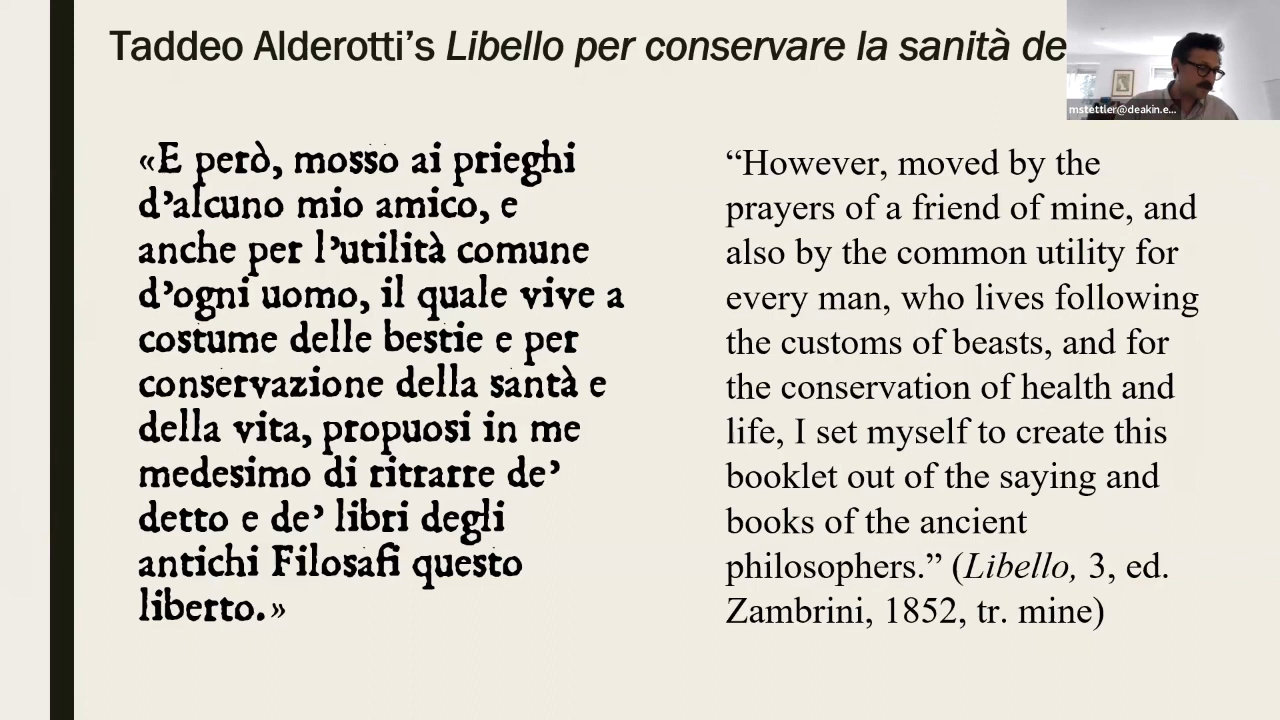 Taddeo Alderotti’s Libello per conservare la sanità de
mstettler@deakin.e...
«E però, mosso ai prieghi
d’alcuno mio amico, e
anche per l’utilità comune
d’ogni uomo, il quale vive a
costume delle bestie e per
conservazione della santà e
della vita, propuosi in me
medesimo di ritrarre de’
detto e de’ libri degli
antichi Filosafi questo
liberto.»
“However, moved by the
prayers of a friend of mine, and
also by the common utility for
every man, who lives following
the customs of beasts, and for
the conservation of health and
life, I set myself to create this
booklet out of the saying and
books of the ancient
philosophers.” (Libello, 3, ed.
Zambrini, 1852, tr. mine)